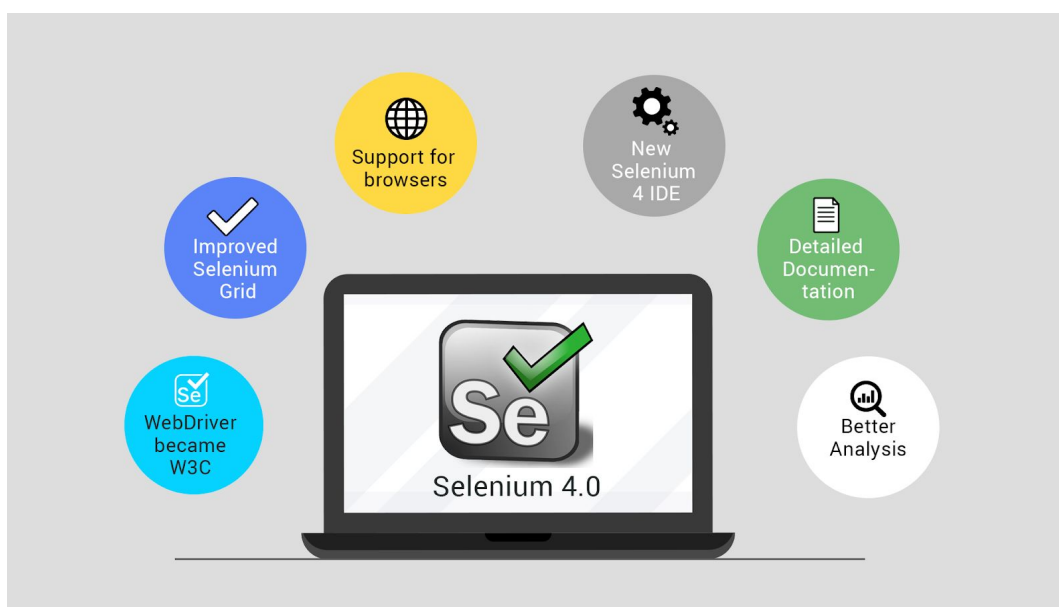 Support for
browsers
New
Selenium
4 IDE
Improved
Selenium
Grid
Detailed
Documen-
tation
Se
WebDriver
became
W3C
Se
Selenium 4.0
Better
Analysis